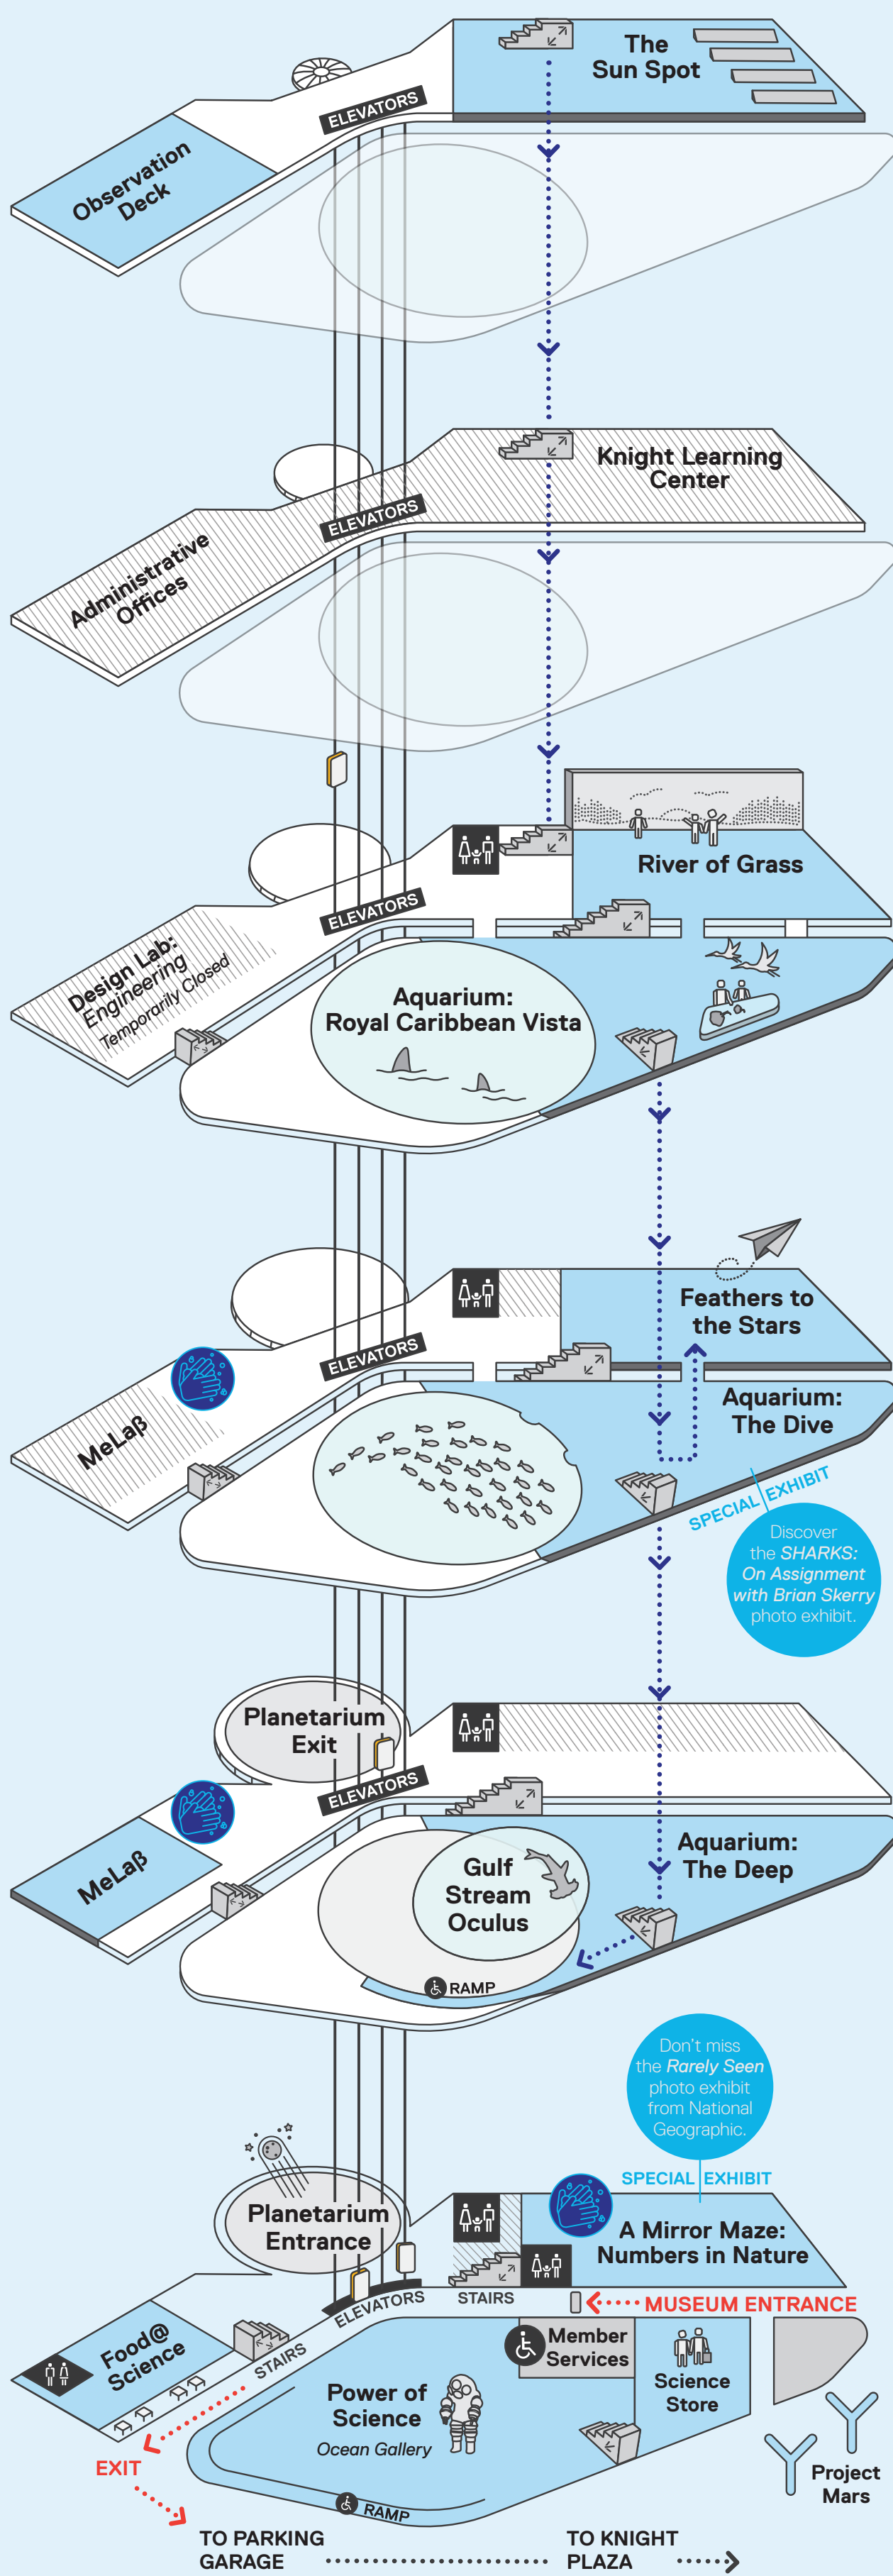 The
Sun Spot
ELEVATORS
Observation
Deck
Knight Learning
Center
ELEVATORS
Administrative
Offices
River of Grass
ELEVATORS
Design Lab:
Engineering
Temporarily Closed
Aquarium:
Royal Caribbean Vista
Feathers to
the Stars
ELEVATORS
MeLaβ
Aquarium:
The Dive
SPECIAL EXHIBIT
Discover
the SHARKS:
On Assignment
with Brian Skerry
photo exhibit.
Planetarium
Exit
ELEVATORS
MeLaβ
Aquarium:
The Deep
Gulf
Stream
Oculus
RAMP
Don't miss
the Rarely Seen
photo exhibit
from National
Geographic.
SPECIAL EXHIBIT
Planetarium
Entrance
A Mirror Maze:
Numbers in Nature
ELEVATORS
STAIRS
MUSEUM ENTRANCE
Food@
Science
STAIRS
Member
Services
Science
Store
Power of
Science
Ocean Gallery
EXIT
RAMP
Project
Mars
TO PARKING
GARAGE
TO KNIGHT
PLAZA